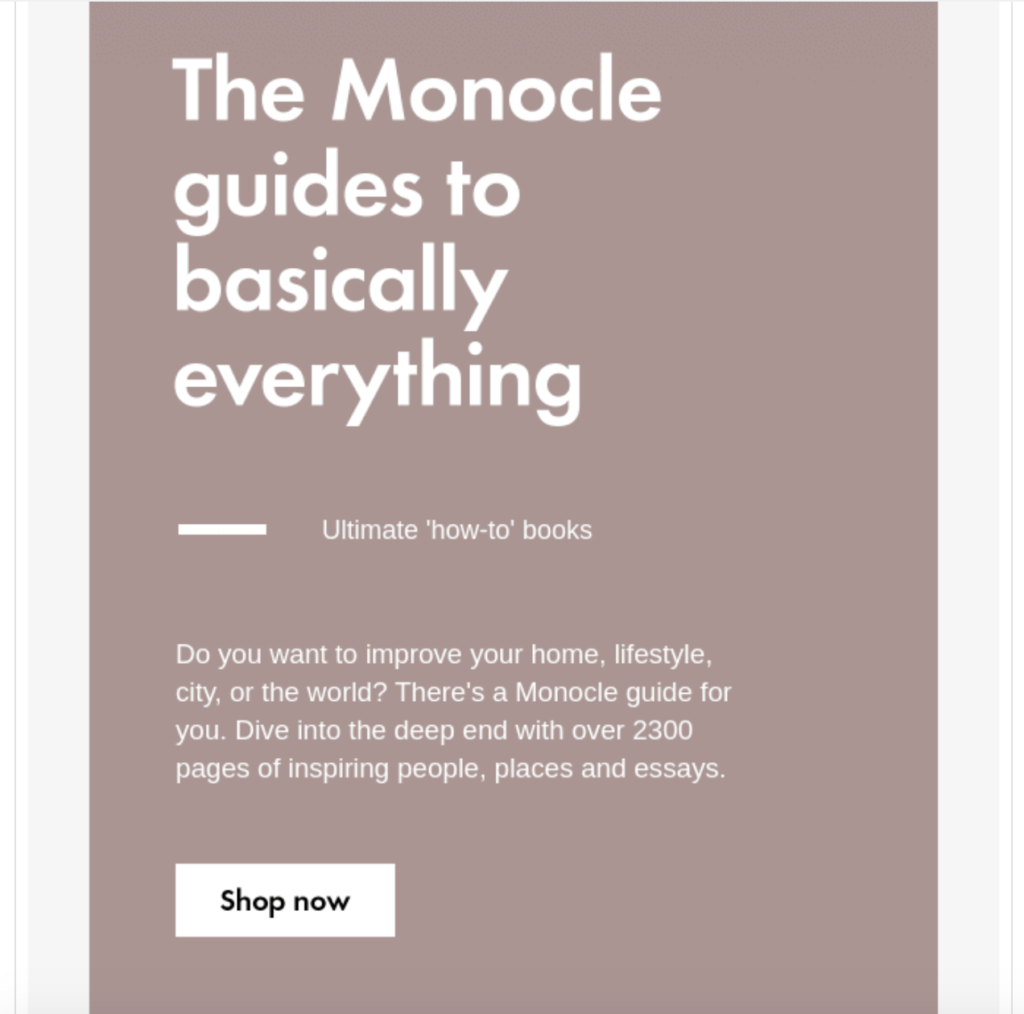 The Monocle
guides to
basically
everything
Ultimate 'how-to' books
Do you want to improve your home, lifestyle,
city, or the world? There's a Monocle guide for
you. Dive into the deep end with over 2300
pages of inspiring people, places and essays.
Shop now